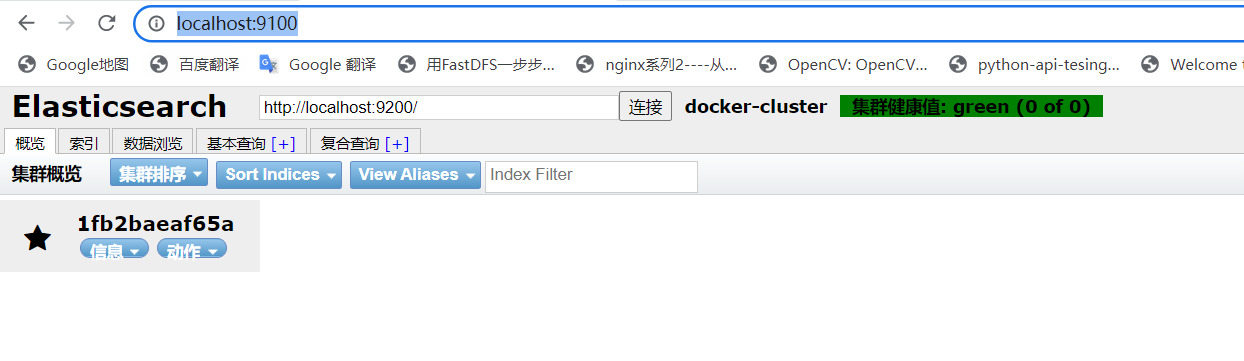 localhost:9100
Google地图 百度翻译 Google 翻译 用FastDFS一步步... nginx系列2----从... OpenCV: OpenCV... python-api-tesing... Welcome t
Elasticsearch http://localhost:9200/ 连接 docker-cluster 集群健康值: green (0 of 0)
概览 索引 数据浏览 基本查询 [+] 复合查询 [+]
集群概览 集群排序 Sort Indices View Aliases Index Filter
1fb2baeaf65a
信息 动作